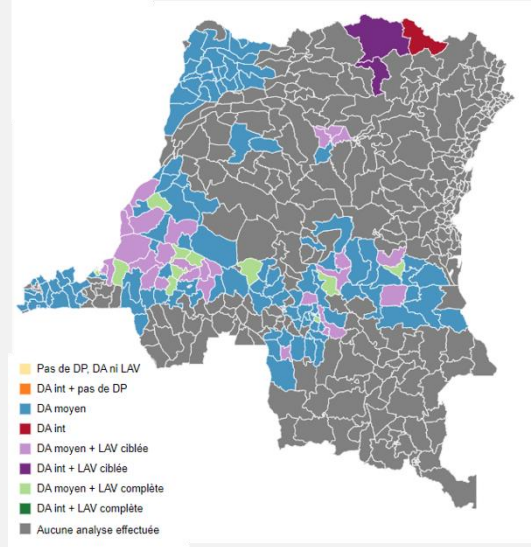 Pas de DP, DA ni LAV
DA int + pas de DP
DA moyen
DA int
DA moyen + LAV ciblée
DA int + LAV ciblée
DA moyen + LAV complète
DA int + LAV complète
Aucune analyse effectuée